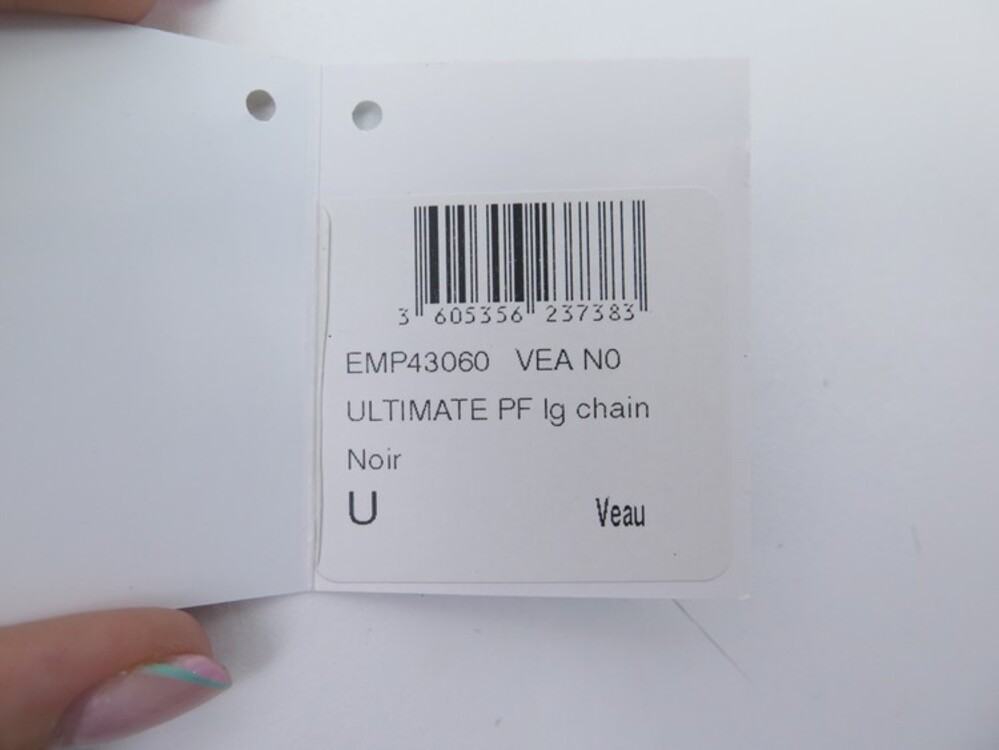 3 605356 237383
EMP43060 VEA N0
ULTIMATE PF lg chain
Noir
U Veau